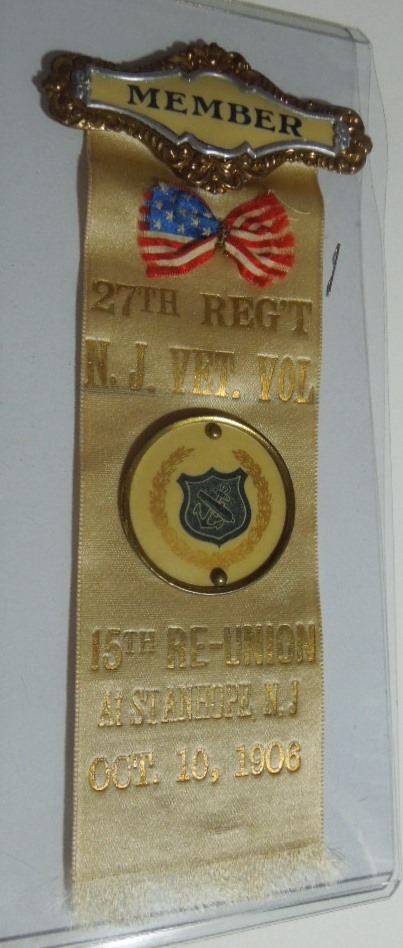 MEMBER
27TH REG'T
N. J. VET. VOL
15TH RE-UNION
At STANHOPE, N. J
OCT. 10, 1906